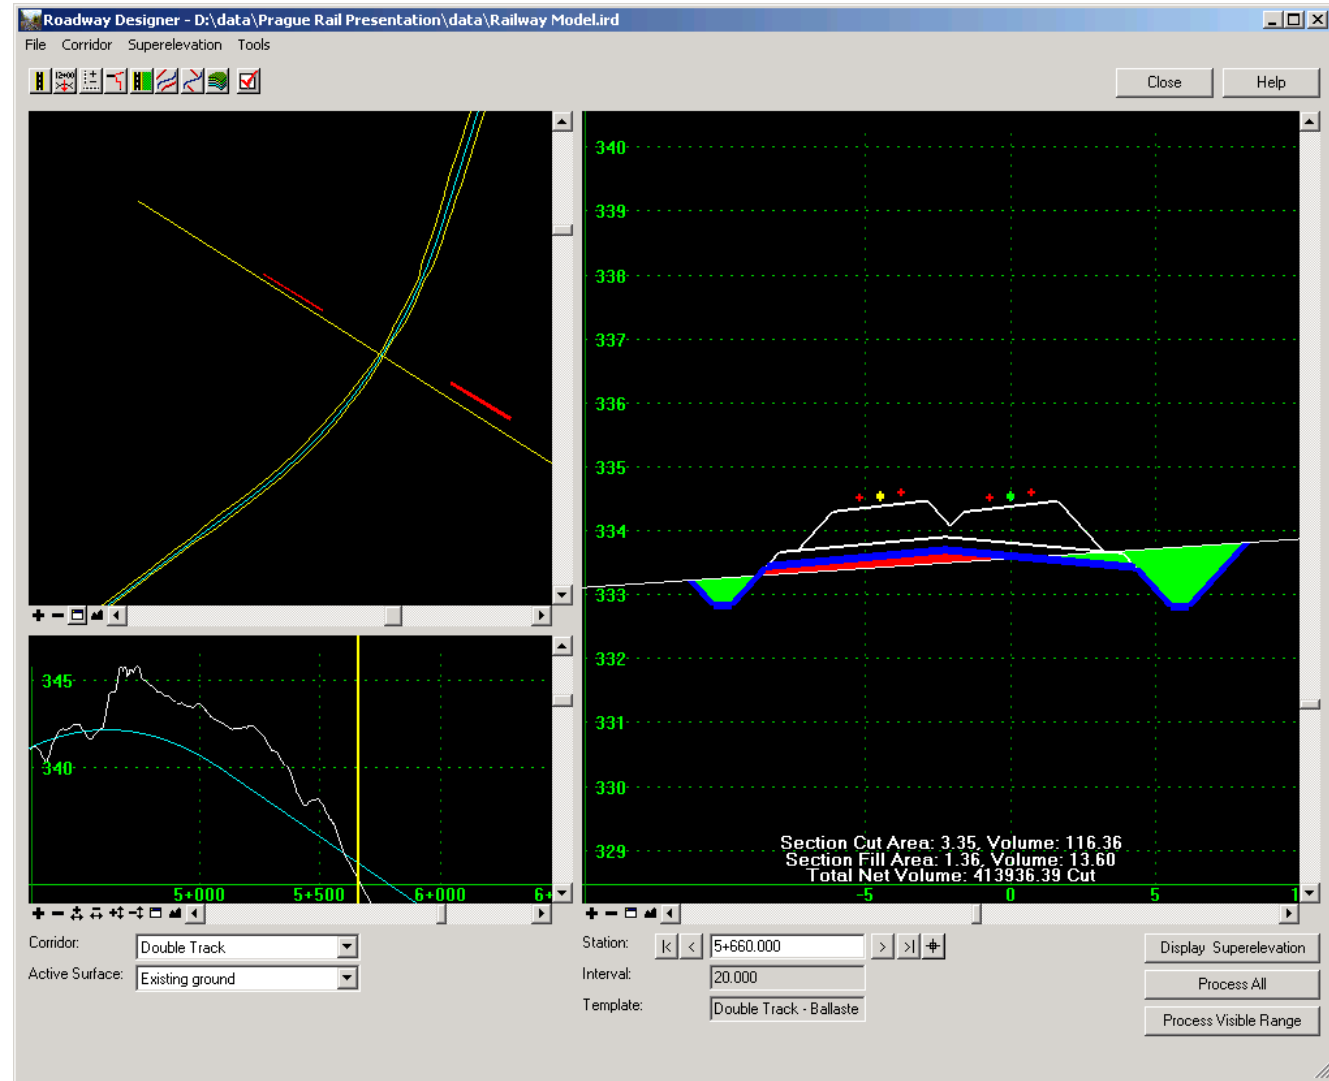 Roadway Designer - D:\data\Prague Rail Presentation\data\Railway Model.ird
File Corridor Superelevation Tools
12+00
Close Help
340
339
338
337
336
335
334
333
332
331
330
329
Section Cut Area: 3.35, Volume: 116.36
Section Fill Area: 1.36, Volume: 13.60
Total Net Volume: 413936.39 Cut
-5 0 5 1
345
340
5+000 5+500 6+000 6+
Corridor: Double Track
Active Surface: Existing ground
Station: 5+660.000
Interval: 20.000
Template: Double Track - Ballaste
Display Superelevation
Process All
Process Visible Range